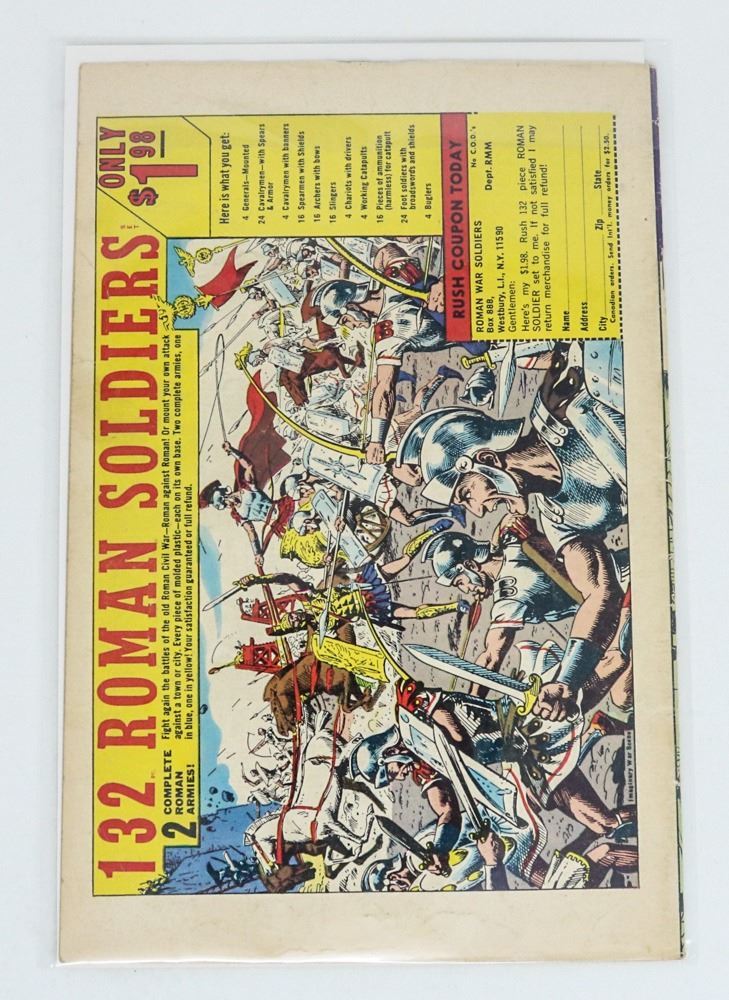 132 ROMAN SOLDIERS
PC.
SET
ONLY
$1.98
2 COMPLETE
ROMAN
ARMIES!
Fight again the battles of the old Roman Civil War—Roman against Roman! Or mount your own attack
against a town or city. Every piece of molded plastic—each on its own base. Two complete armies, one
in blue, one in yellow! Your satisfaction guaranteed or full refund.
Here is what you get:
4 Generals—Mounted
24 Cavalrymen—with Spears
& Armor
4 Cavalrymen with banners
16 Spearmen with Shields
16 Archers with bows
16 Slingers
4 Chariots with drivers
4 Working Catapults
16 Pieces of ammunition
(harmless) for catapult
24 Foot soldiers with
broadswords and shields
4 Buglers
RUSH COUPON TODAY
No C.O.D.'s
ROMAN WAR SOLDIERS
Box 888, Dept. RMM
Westbury, L.I., N.Y. 11590
Gentlemen:
Here's my $1.98. Rush 132 piece ROMAN
SOLDIER set to me. If not satisfied I may
return merchandise for full refund!
Name
Address
City Zip State
Canadian orders. Send Int'l. money orders for $2.50.
Imaginary War Scene